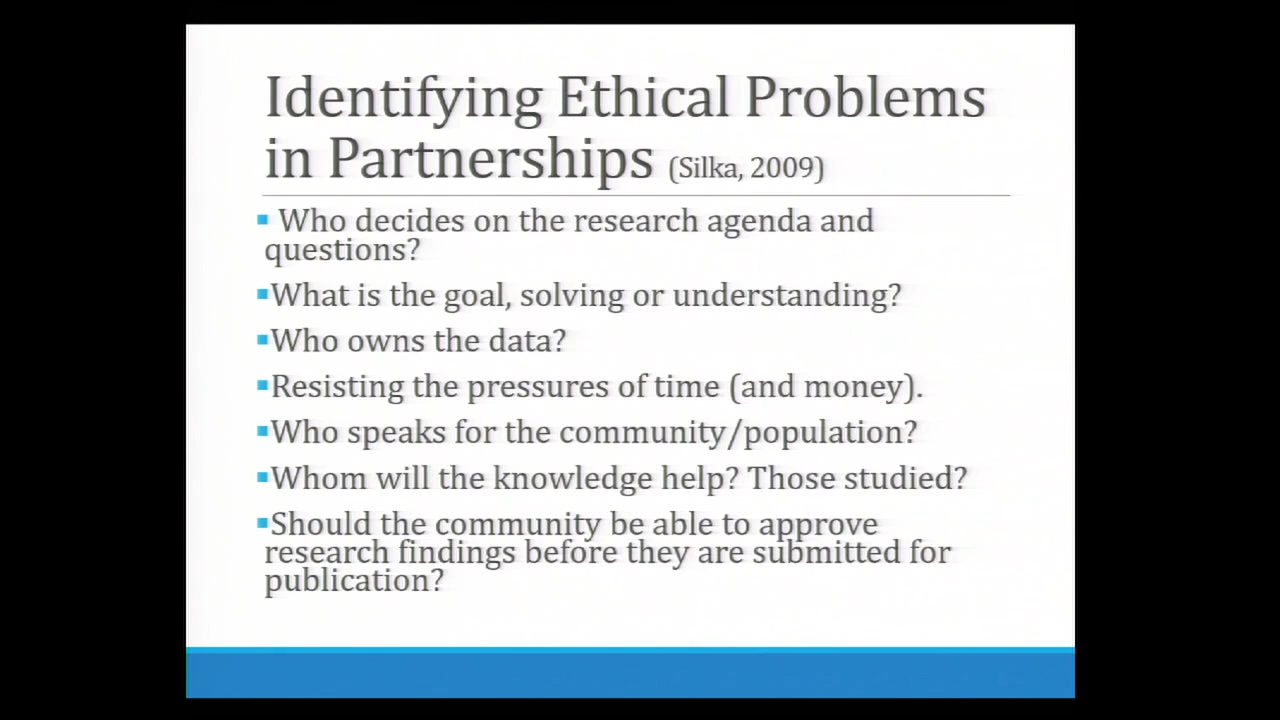 Identifying Ethical Problems
in Partnerships (Silka, 2009)
▪ Who decides on the research agenda and
questions?
▪What is the goal, solving or understanding?
▪Who owns the data?
▪Resisting the pressures of time (and money).
▪Who speaks for the community/population?
▪Whom will the knowledge help? Those studied?
▪Should the community be able to approve
research findings before they are submitted for
publication?